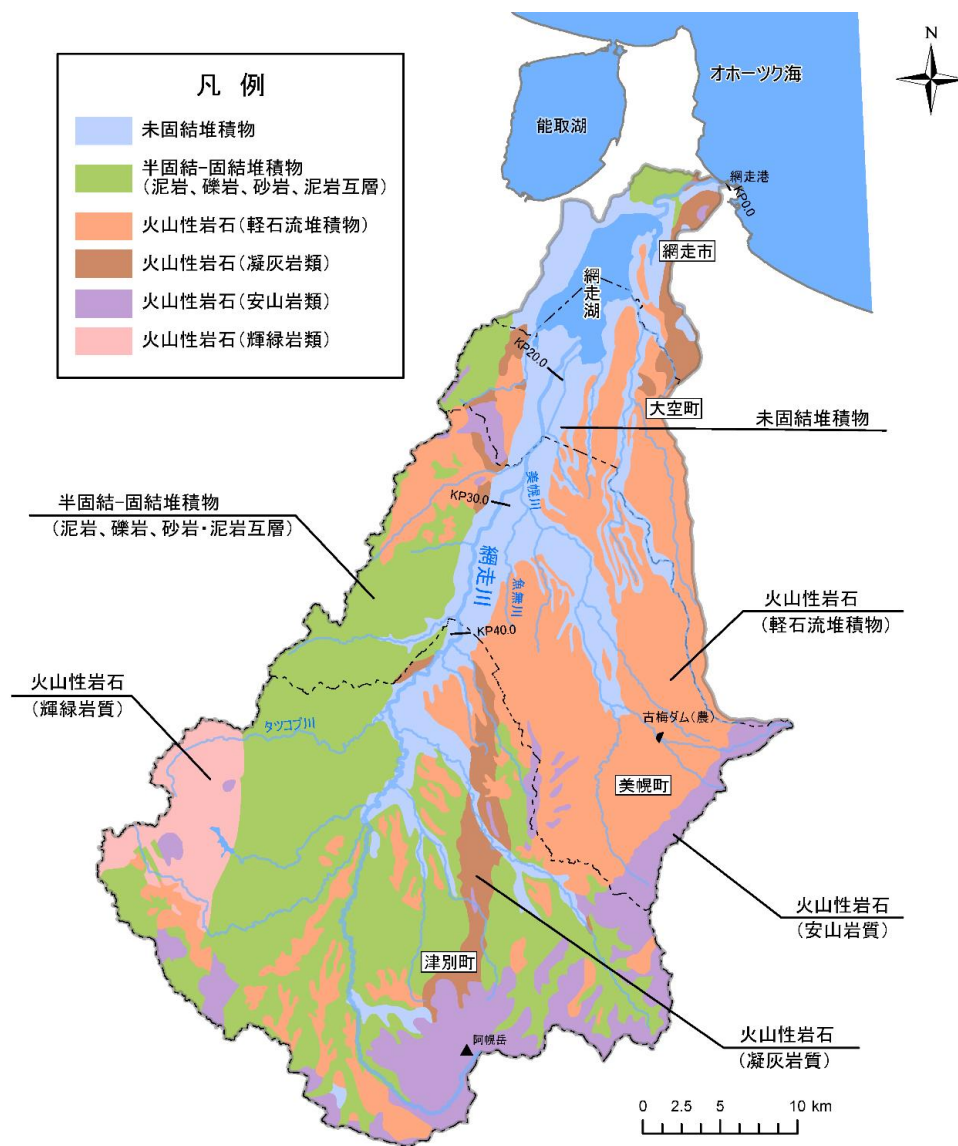 凡 例
未固結堆積物
半固結-固結堆積物
(泥岩、礫岩、砂岩、泥岩互層)
火山性岩石(軽石流堆積物)
火山性岩石(凝灰岩類)
火山性岩石(安山岩類)
火山性岩石(輝緑岩類)
N
オホーツク海
能取湖
網走港
KP0.0
網走市
網走湖
KP20.0
大空町
未固結堆積物
美幌川
KP30.0
半固結-固結堆積物
(泥岩、礫岩、砂岩・泥岩互層)
網走川
魚無川
火山性岩石
(軽石流堆積物)
KP40.0
火山性岩石
(輝緑岩質)
タツコブ川
古梅ダム(農)
美幌町
火山性岩石
(安山岩質)
津別町
火山性岩石
(凝灰岩質)
阿幌岳
0 2.5 5 10 km